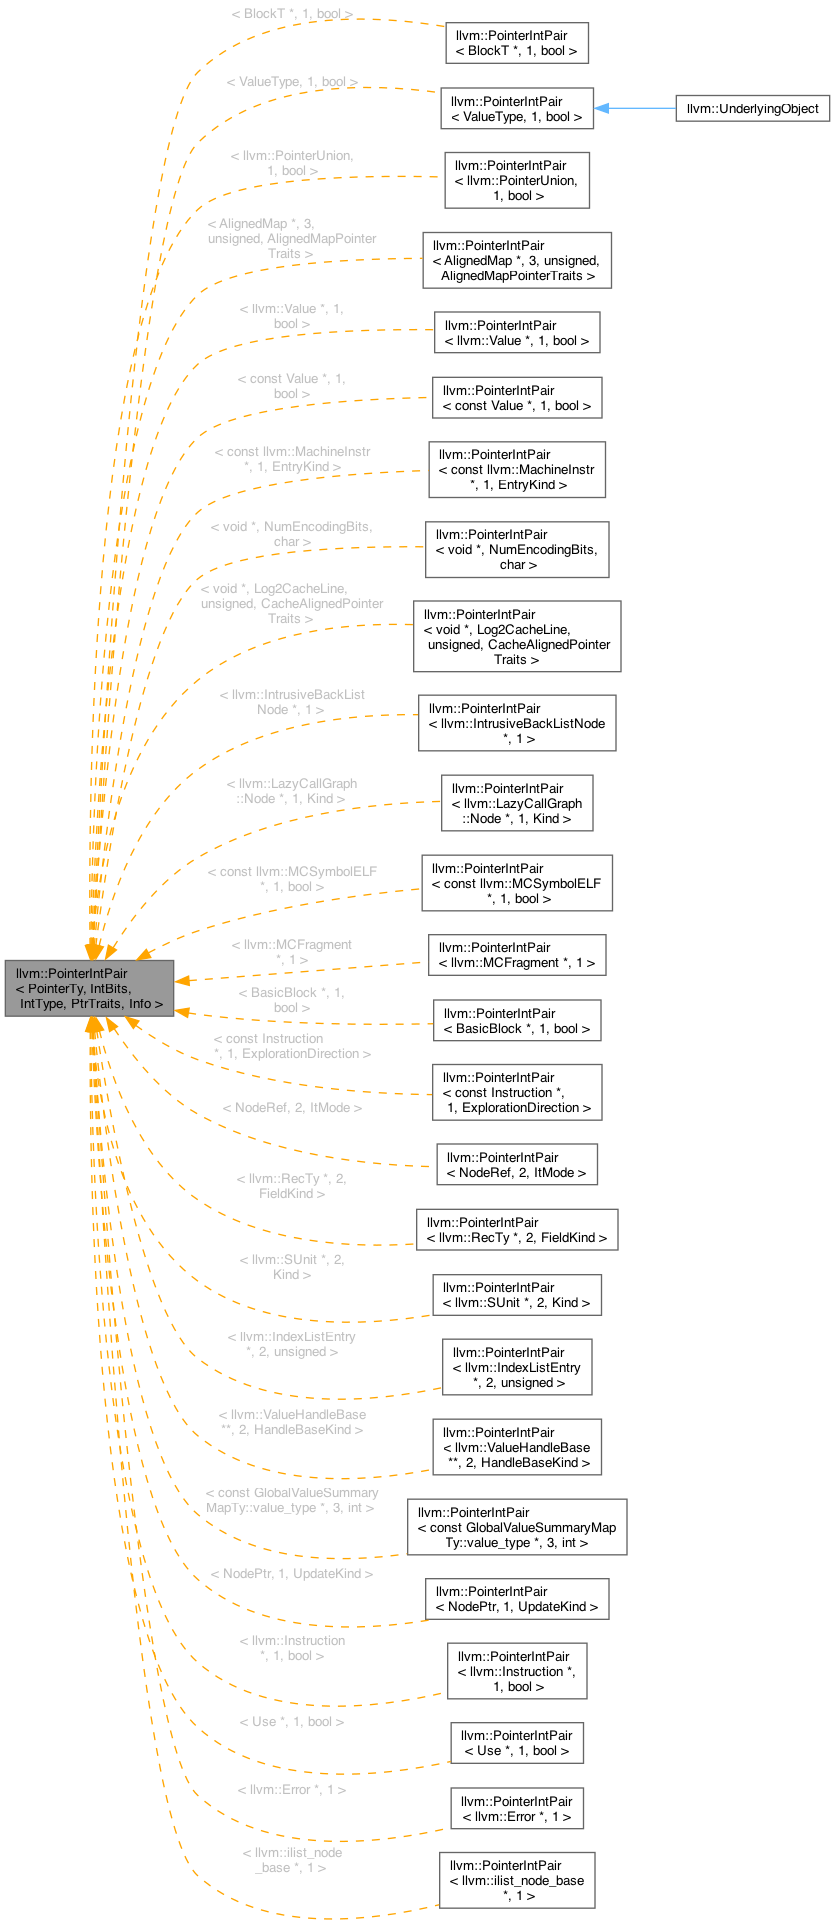 < BlockT *, 1, bool >
llvm::PointerIntPair
< BlockT *, 1, bool >
< ValueType, 1, bool >
llvm::PointerIntPair
< ValueType, 1, bool >
llvm::UnderlyingObject
< llvm::PointerUnion,
1, bool >
llvm::PointerIntPair
< llvm::PointerUnion,
1, bool >
< AlignedMap *, 3,
unsigned, AlignedMapPointer
Traits >
llvm::PointerIntPair
< AlignedMap *, 3, unsigned,
AlignedMapPointerTraits >
< llvm::Value *, 1,
bool >
llvm::PointerIntPair
< llvm::Value *, 1, bool >
< const Value *, 1,
bool >
llvm::PointerIntPair
< const Value *, 1, bool >
< const llvm::MachineInstr
*, 1, EntryKind >
llvm::PointerIntPair
< const llvm::MachineInstr
*, 1, EntryKind >
< void *, NumEncodingBits,
char >
llvm::PointerIntPair
< void *, NumEncodingBits,
char >
< void *, Log2CacheLine,
unsigned, CacheAlignedPointer
Traits >
llvm::PointerIntPair
< void *, Log2CacheLine,
unsigned, CacheAlignedPointer
Traits >
< llvm::IntrusiveBackList
Node *, 1 >
llvm::PointerIntPair
< llvm::IntrusiveBackListNode
*, 1 >
< llvm::LazyCallGraph
::Node *, 1, Kind >
llvm::PointerIntPair
< llvm::LazyCallGraph
::Node *, 1, Kind >
< const llvm::MCSymbolELF
*, 1, bool >
llvm::PointerIntPair
< const llvm::MCSymbolELF
*, 1, bool >
< llvm::MCFragment
*, 1 >
llvm::PointerIntPair
< llvm::MCFragment *, 1 >
llvm::PointerIntPair
< PointerTy, IntBits,
IntType, PtrTraits, Info >
< BasicBlock *, 1,
bool >
llvm::PointerIntPair
< BasicBlock *, 1, bool >
< const Instruction
*, 1, ExplorationDirection >
llvm::PointerIntPair
< const Instruction *,
1, ExplorationDirection >
< NodeRef, 2, ItMode >
llvm::PointerIntPair
< NodeRef, 2, ItMode >
< llvm::RecTy *, 2,
FieldKind >
llvm::PointerIntPair
< llvm::RecTy *, 2, FieldKind >
< llvm::SUnit *, 2,
Kind >
llvm::PointerIntPair
< llvm::SUnit *, 2, Kind >
< llvm::IndexListEntry
*, 2, unsigned >
llvm::PointerIntPair
< llvm::IndexListEntry
*, 2, unsigned >
< llvm::ValueHandleBase
**, 2, HandleBaseKind >
llvm::PointerIntPair
< llvm::ValueHandleBase
**, 2, HandleBaseKind >
< const GlobalValueSummary
MapTy::value_type *, 3, int >
llvm::PointerIntPair
< const GlobalValueSummaryMap
Ty::value_type *, 3, int >
< NodePtr, 1, UpdateKind >
llvm::PointerIntPair
< NodePtr, 1, UpdateKind >
< llvm::Instruction
*, 1, bool >
llvm::PointerIntPair
< llvm::Instruction *,
1, bool >
< Use *, 1, bool >
llvm::PointerIntPair
< Use *, 1, bool >
< llvm::Error *, 1 >
llvm::PointerIntPair
< llvm::Error *, 1 >
< llvm::ilist_node
_base *, 1 >
llvm::PointerIntPair
< llvm::ilist_node_base
*, 1 >